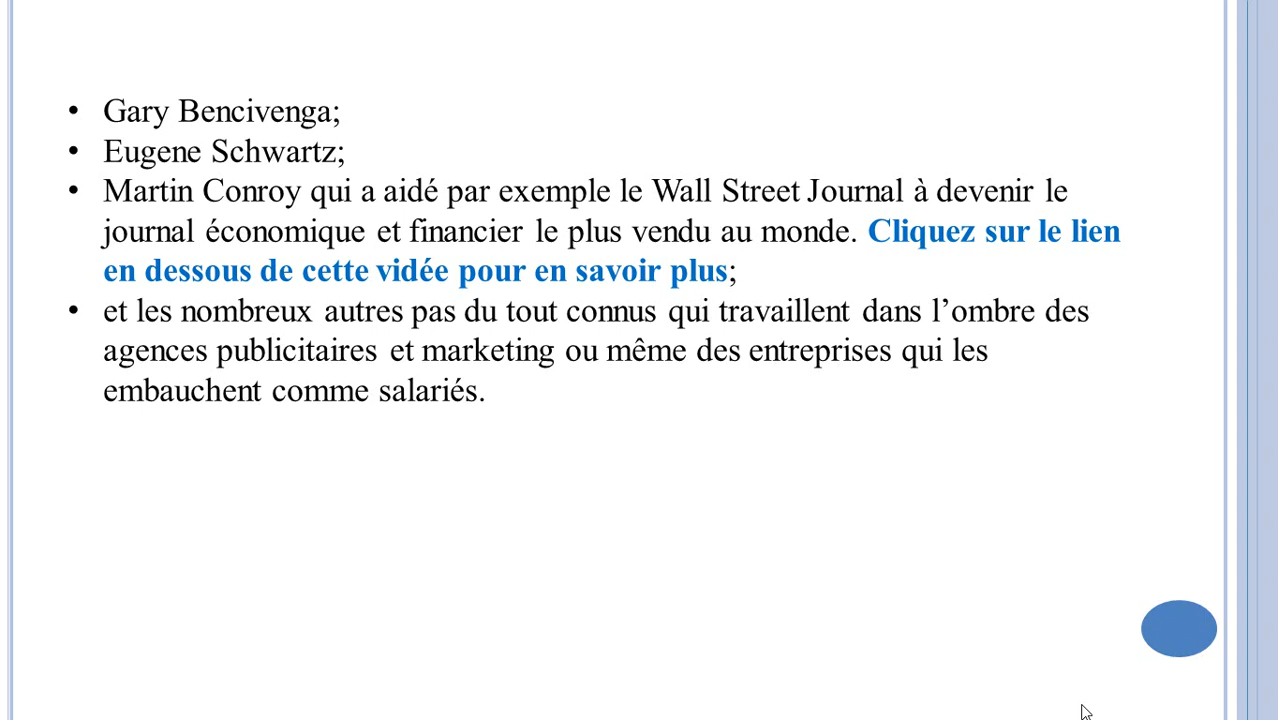 • Gary Bencivenga;
• Eugene Schwartz;
• Martin Conroy qui a aidé par exemple le Wall Street Journal à devenir le
journal économique et financier le plus vendu au monde. Cliquez sur le lien
en dessous de cette vidée pour en savoir plus;
• et les nombreux autres pas du tout connus qui travaillent dans l’ombre des
agences publicitaires et marketing ou même des entreprises qui les
embauchent comme salariés.